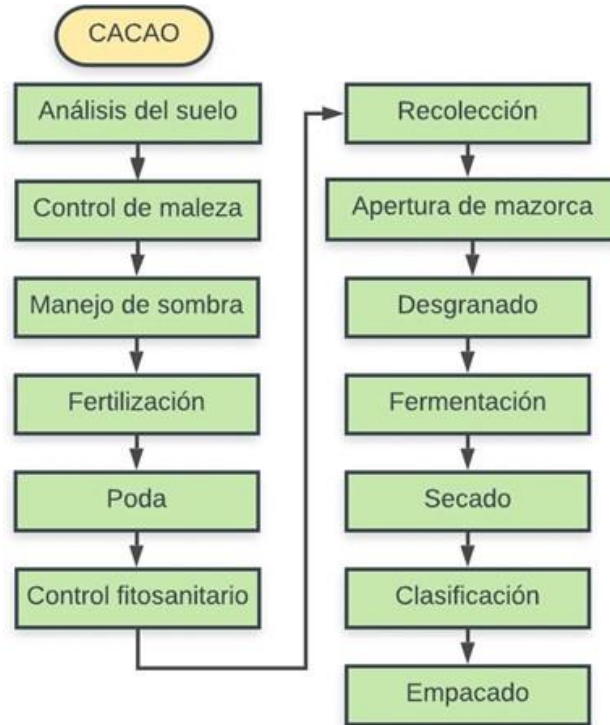 CACAO
Análisis del suelo
Control de maleza
Manejo de sombra
Fertilización
Poda
Control fitosanitario
Recolección
Apertura de mazorca
Desgranado
Fermentación
Secado
Clasificación
Empacado